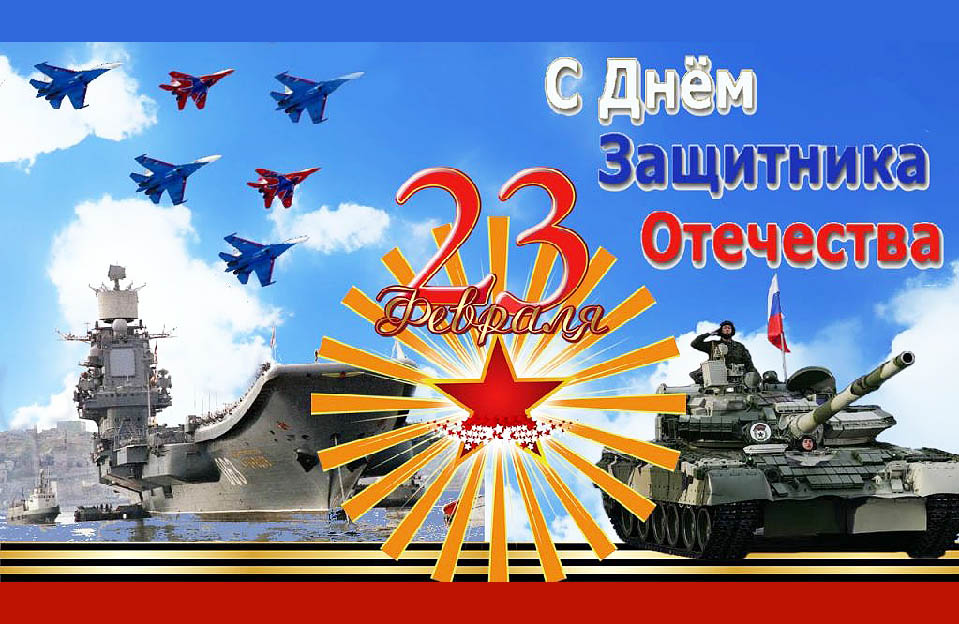 С Днём
Защитника
Отечества
23
Февраля